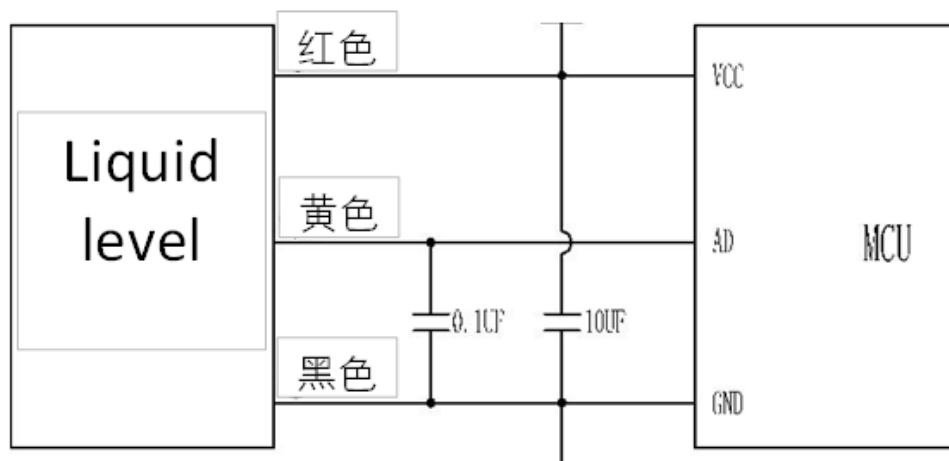 红色
VCC
Liquid
level
黄色
AD
MCU
0.1UF
10UF
黑色
GND